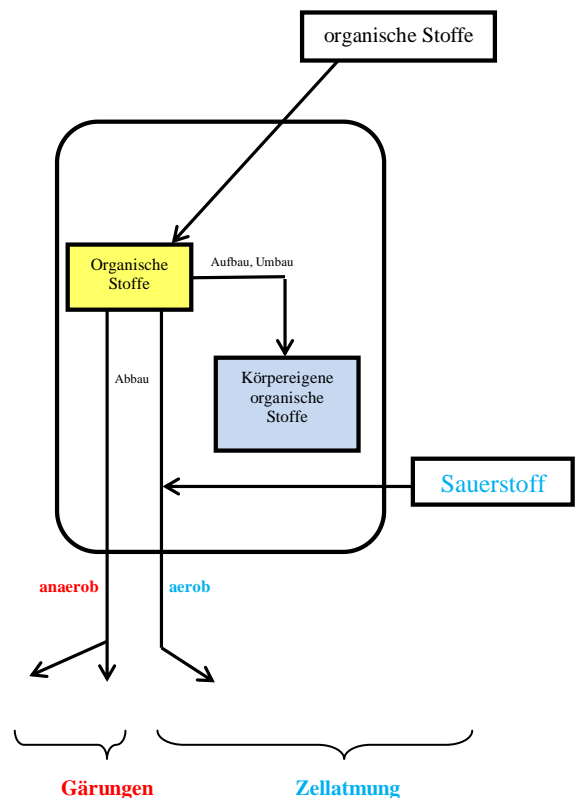 organische Stoffe
Organische
Stoffe
Aufbau, Umbau
Abbau
Körpereigene
organische
Stoffe
Sauerstoff
anaerob
aerob
Gärungen
Zellatmung